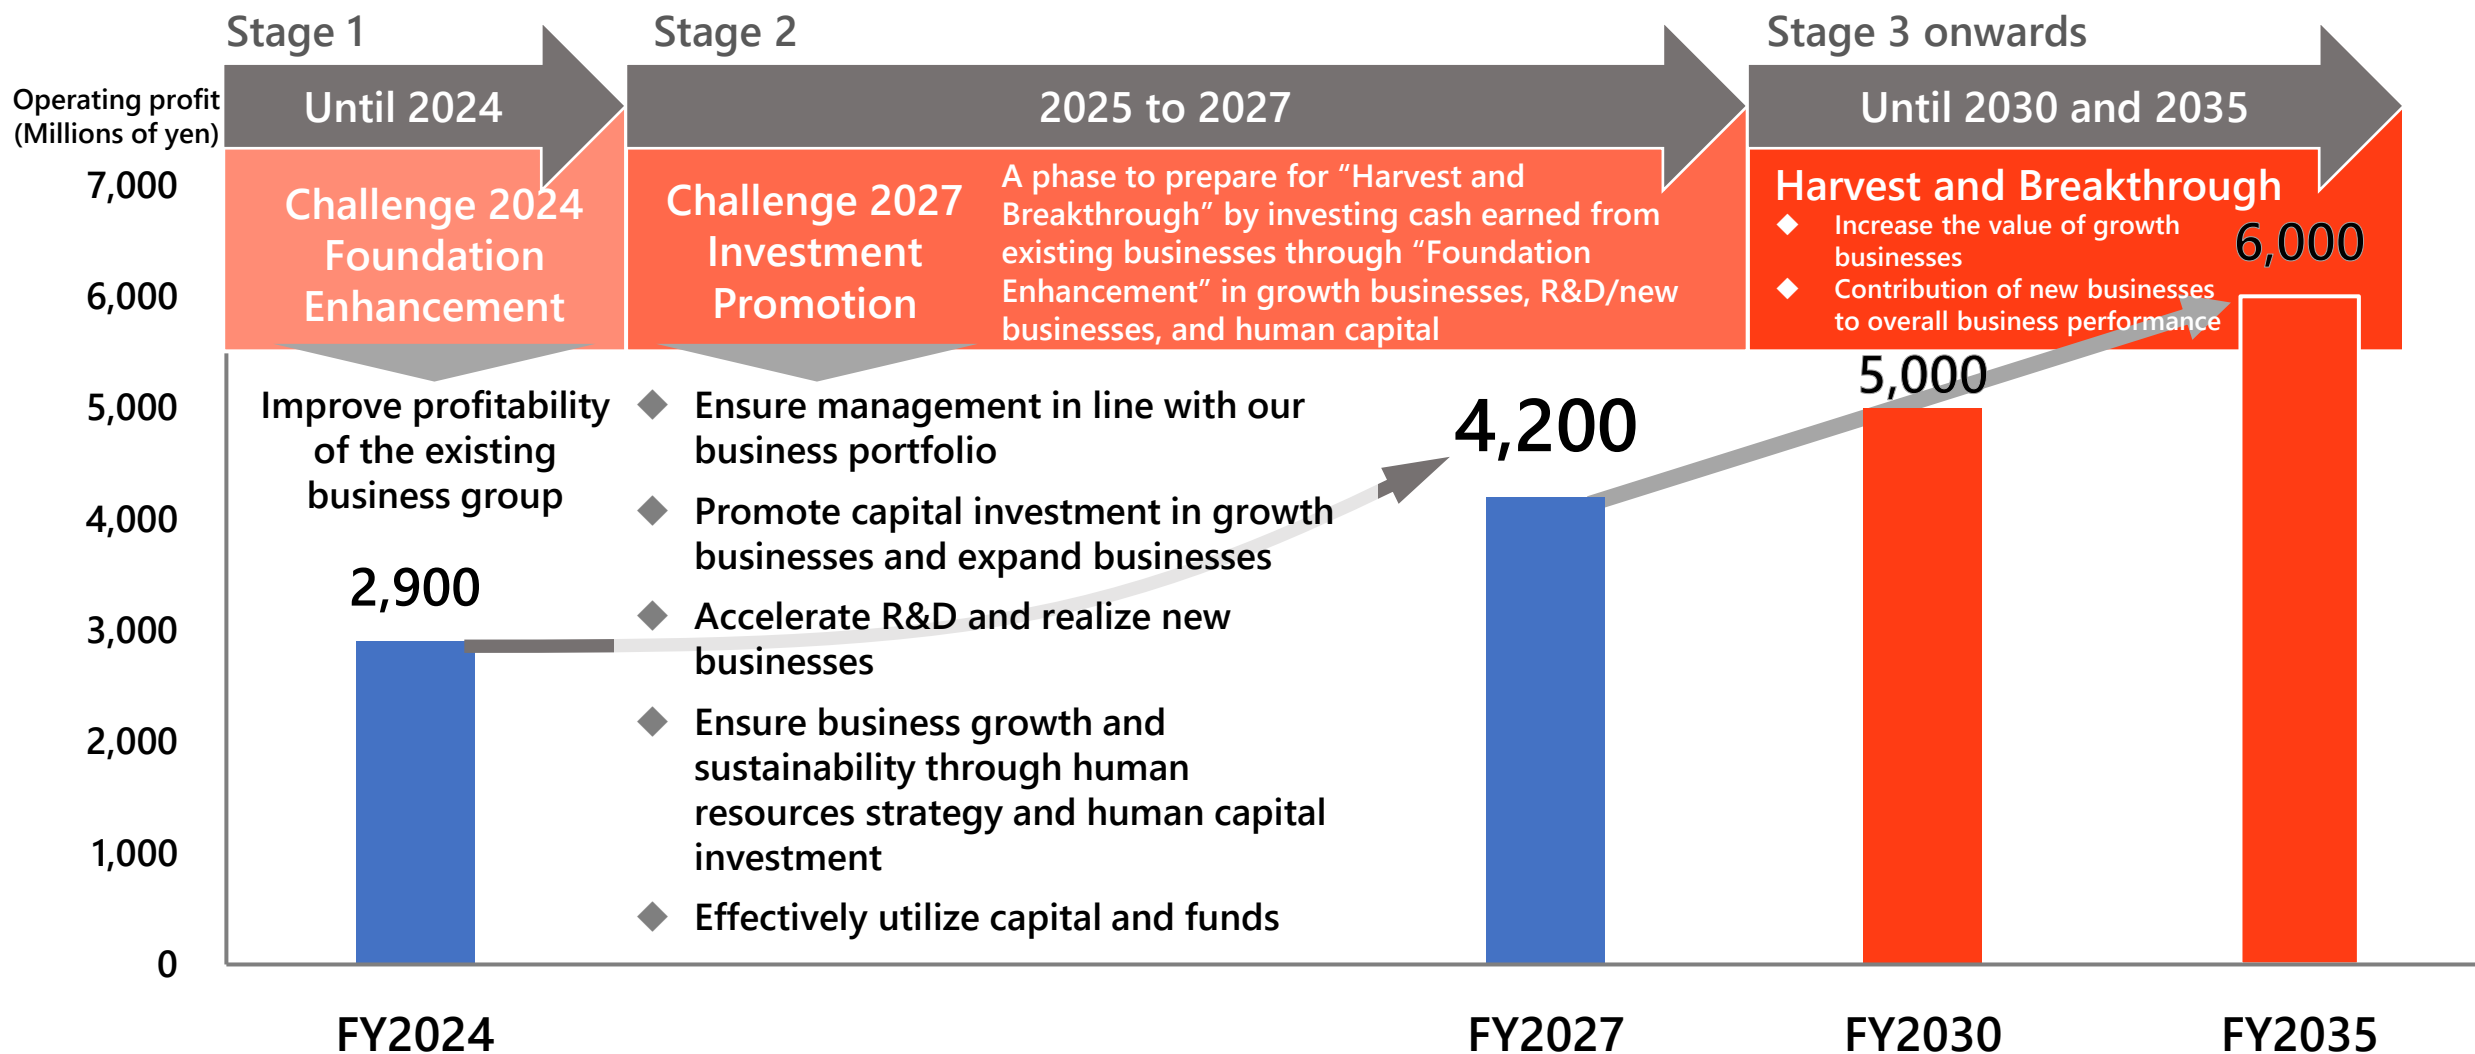 Stage 1
Stage 2
Stage 3 onwards
Operating profit
(Millions of yen)
Until 2024
2025 to 2027
Until 2030 and 2035
Challenge 2024
Foundation
Enhancement
Challenge 2027
Investment
Promotion
A phase to prepare for “Harvest and
Breakthrough” by investing cash earned from
existing businesses through “Foundation
Enhancement” in growth businesses, R&D/new
businesses, and human capital
Harvest and Breakthrough
◆ Increase the value of growth
businesses
◆ Contribution of new businesses
to overall business performance
7,000
6,000
5,000
4,000
3,000
2,000
1,000
0
Improve profitability
of the existing
business group
◆ Ensure management in line with our
business portfolio
◆ Promote capital investment in growth
businesses and expand businesses
◆ Accelerate R&D and realize new
businesses
◆ Ensure business growth and
sustainability through human
resources strategy and human capital
investment
◆ Effectively utilize capital and funds
2,900
4,200
5,000
6,000
FY2024
FY2027
FY2030
FY2035